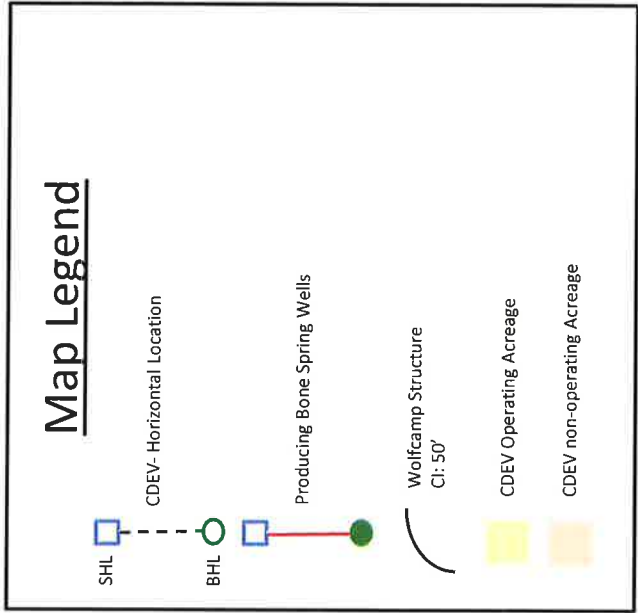 Map Legend
SHL
CDEV- Horizontal Location
BHL
Producing Bone Spring Wells
Wolfcamp Structure
CI: 50'
CDEV Operating Acreage
CDEV non-operating Acreage